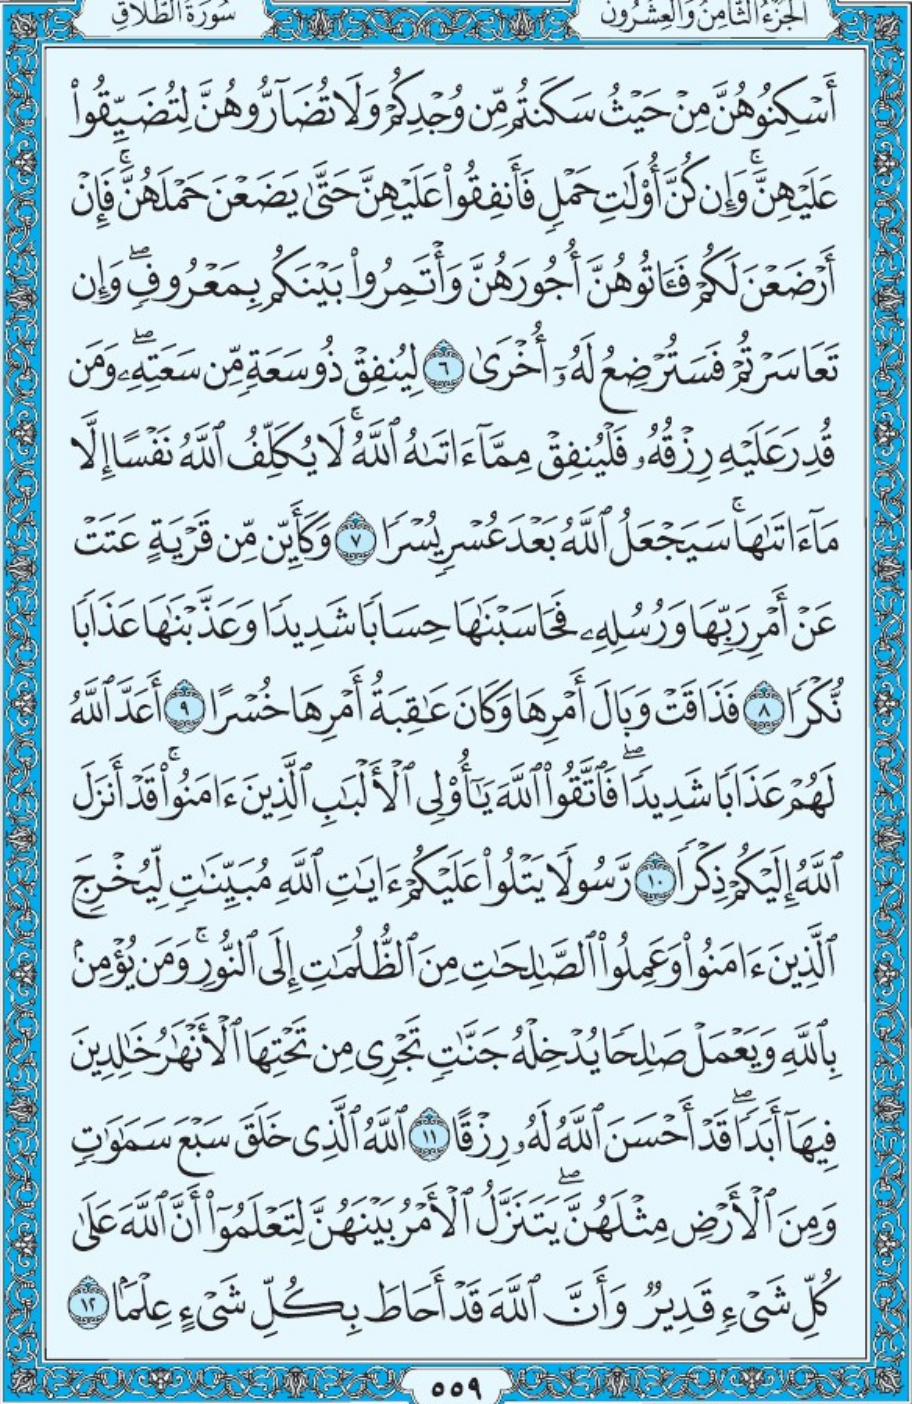 الجزء الثامن والعشرون
سورة الطلاق
أَسْكِنُوهُنَّ مِنْ حَيْثُ سَكَنتُم مِّن وُجْدِكُمْ وَلَا تُضَآرُّوهُنَّ لِتُضَيِّقُوا۟
عَلَيْهِنَّ ۚ وَإِن كُنَّ أُو۟لَٰتِ حَمْلٍ فَأَنفِقُوا۟ عَلَيْهِنَّ حَتَّىٰ يَضَعْنَ حَمْلَهُنَّ ۚ فَإِنْ
أَرْضَعْنَ لَكُمْ فَـَٔاتُوهُنَّ أُجُورَهُنَّ وَأْتَمِرُوا۟ بَيْنَكُم بِمَعْرُوفٍ ۖ وَإِن
تَعَاسَرْتُمْ فَسَتُرْضِعُ لَهُۥٓ أُخْرَىٰ ٦ لِيُنفِقْ ذُو سَعَةٍ مِّن سَعَتِهِۦ ۖ وَمَن
قُدِرَ عَلَيْهِ رِزْقُهُۥ فَلْيُنفِقْ مِمَّآ ءَاتَىٰهُ ٱللَّهُ ۚ لَا يُكَلِّفُ ٱللَّهُ نَفْسًا إِلَّا
مَآ ءَاتَىٰهَا ۚ سَيَجْعَلُ ٱللَّهُ بَعْدَ عُسْرٍ يُسْرًا ٧ وَكَأَيِّن مِّن قَرْيَةٍ عَتَتْ
عَنْ أَمْرِ رَبِّهَا وَرُسُلِهِۦ فَحَاسَبْنَٰهَا حِسَابًا شَدِيدًا وَعَذَّبْنَٰهَا عَذَابًا
نُّكْرًا ٨ فَذَاقَتْ وَبَالَ أَمْرِهَا وَكَانَ عَٰقِبَةُ أَمْرِهَا خُسْرًا ٩ أَعَدَّ ٱللَّهُ
لَهُمْ عَذَابًا شَدِيدًا ۖ فَٱتَّقُوا۟ ٱللَّهَ يَٰٓأُو۟لِى ٱلْأَلْبَٰبِ ٱلَّذِينَ ءَامَنُوا۟ ۚ قَدْ أَنزَلَ
ٱللَّهُ إِلَيْكُمْ ذِكْرًا ١٠ رَّسُولًا يَتْلُوا۟ عَلَيْكُمْ ءَايَٰتِ ٱللَّهِ مُبَيِّنَٰتٍ لِّيُخْرِجَ
ٱلَّذِينَ ءَامَنُوا۟ وَعَمِلُوا۟ ٱلصَّٰلِحَٰتِ مِنَ ٱلظُّلُمَٰتِ إِلَى ٱلنُّورِ ۚ وَمَن يُؤْمِنۢ
بِٱللَّهِ وَيَعْمَلْ صَٰلِحًا يُدْخِلْهُ جَنَّٰتٍ تَجْرِى مِن تَحْتِهَا ٱلْأَنْهَٰرُ خَٰلِدِينَ
فِيهَآ أَبَدًا ۖ قَدْ أَحْسَنَ ٱللَّهُ لَهُۥ رِزْقًا ١١ ٱللَّهُ ٱلَّذِى خَلَقَ سَبْعَ سَمَٰوَٰتٍ
وَمِنَ ٱلْأَرْضِ مِثْلَهُنَّ ۖ يَتَنَزَّلُ ٱلْأَمْرُ بَيْنَهُنَّ لِتَعْلَمُوٓا۟ أَنَّ ٱللَّهَ عَلَىٰ
كُلِّ شَىْءٍ قَدِيرٌ وَأَنَّ ٱللَّهَ قَدْ أَحَاطَ بِكُلِّ شَىْءٍ عِلْمًۢا ١٢
٥٥٩